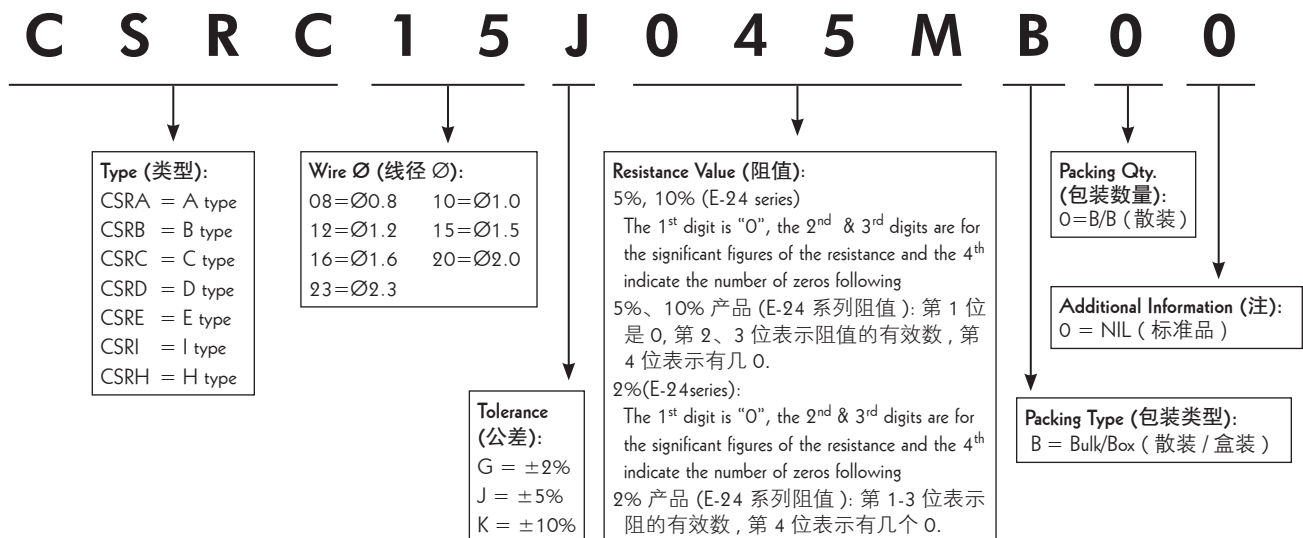 C S R C 1 5 J 0 4 5 M B 0 0
Type (类型):
CSRA = A type
CSRB = B type
CSRC = C type
CSRD = D type
CSRE = E type
CSRI = I type
CSRH = H type
Wire Ø (线径 Ø):
08=Ø0.8 10=Ø1.0
12=Ø1.2 15=Ø1.5
16=Ø1.6 20=Ø2.0
23=Ø2.3
Tolerance
(公差):
G = ±2%
J = ±5%
K = ±10%
Resistance Value (阻值):
5%, 10% (E-24 series)
The 1st digit is “0”, the 2nd & 3rd digits are for
the significant figures of the resistance and the 4th
indicate the number of zeros following
5%、10% 产品 (E-24 系列阻值 ): 第 1 位
是 0, 第 2、3 位表示阻值的有效数 , 第
4 位表示有几 0.
2%(E-24series):
The 1st digit is “0”, the 2nd & 3rd digits are for
the significant figures of the resistance and the 4th
indicate the number of zeros following
2% 产品 (E-24 系列阻值 ): 第 1-3 位表示
阻的有效数 , 第 4 位表示有几个 0.
Packing Qty.
(包装数量):
0=B/B ( 散装 )
Additional Information (注):
0 = NIL ( 标准品 )
Packing Type (包装类型):
B = Bulk/Box ( 散装 / 盒装 )